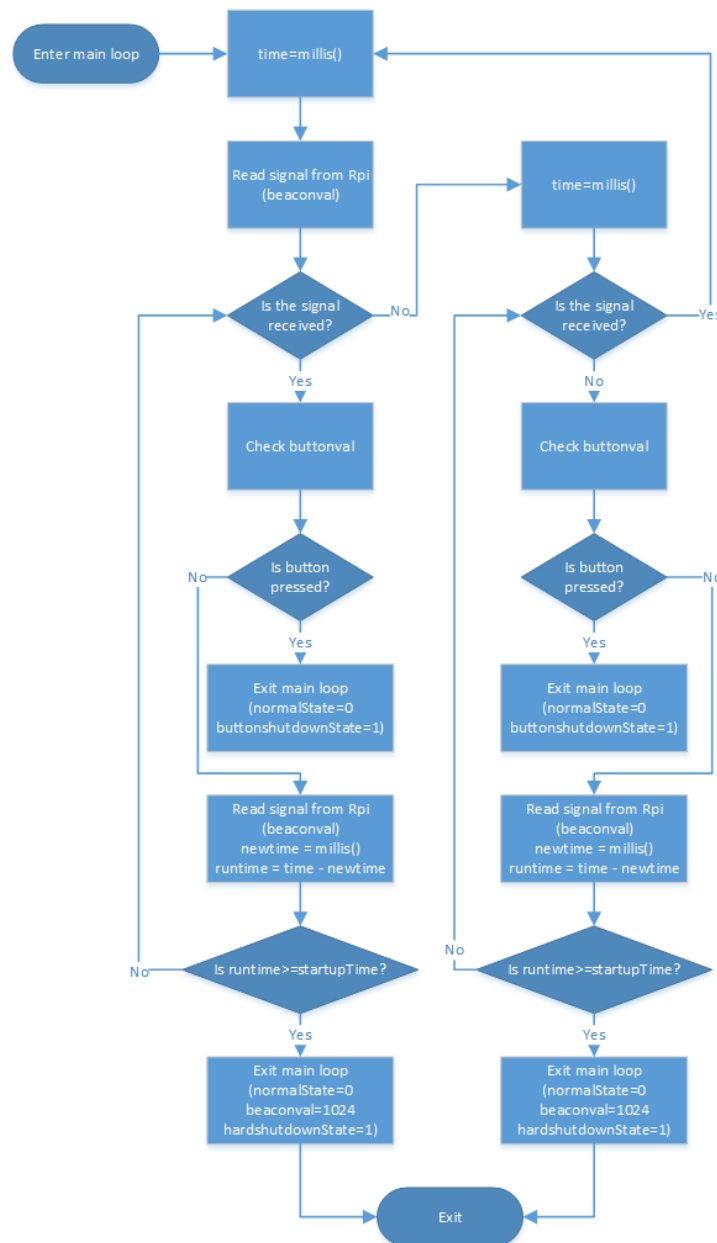 Enter main loop
time=millis()
Read signal from Rpi
(beaconval)
time=millis()
Is the signal
received?
No
Is the signal
received?
Yes
Yes
No
Check buttonval
Check buttonval
Is button
pressed?
No
Is button
pressed?
No
Yes
Yes
Exit main loop
(normalState=0
buttonshutdownState=1)
Exit main loop
(normalState=0
buttonshutdownState=1)
Read signal from Rpi
(beaconval)
newtime = millis()
runtime = time - newtime
Read signal from Rpi
(beaconval)
newtime = millis()
runtime = time - newtime
Is runtime>=startupTime?
No
Is runtime>=startupTime?
No
Yes
Yes
Exit main loop
(normalState=0
beaconval=1024
hardshutdownState=1)
Exit main loop
(normalState=0
beaconval=1024
hardshutdownState=1)
Exit